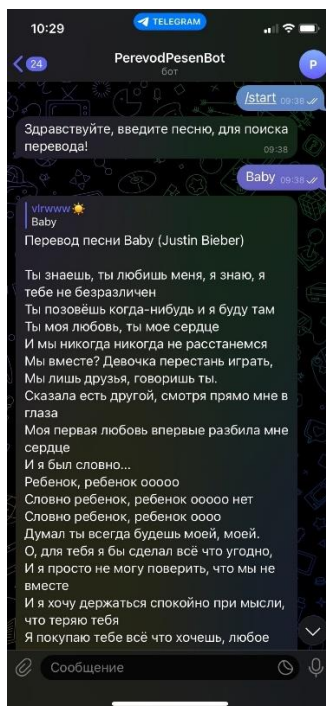 10:29
TELEGRAM
24
PerevodPesenBot
бот
P
/start 09:38
Здравствуйте, введите песню, для поиска
перевода!
09:38
Baby 09:38
vlrwww☀️
Baby
Перевод песни Baby (Justin Bieber)
Ты знаешь, ты любишь меня, я знаю, я
тебе не безразличен
Ты позовёшь когда-нибудь и я буду там
Ты моя любовь, ты мое сердце
И мы никогда никогда не расстанемся
Мы вместе? Девочка перестань играть,
Мы лишь друзья, говоришь ты.
Сказала есть другой, смотря прямо мне в
глаза
Моя первая любовь впервые разбила мне
сердце
И я был словно...
Ребенок, ребенок ооооо
Словно ребенок, ребенок ооооо нет
Словно ребенок, ребенок оооо
Думал ты всегда будешь моей, моей.
О, для тебя я бы сделал всё что угодно,
И я просто не могу поверить, что мы не
вместе
И я хочу держаться спокойно при мысли,
что теряю тебя
Я покупаю тебе всё что хочешь, любое
Сообщение